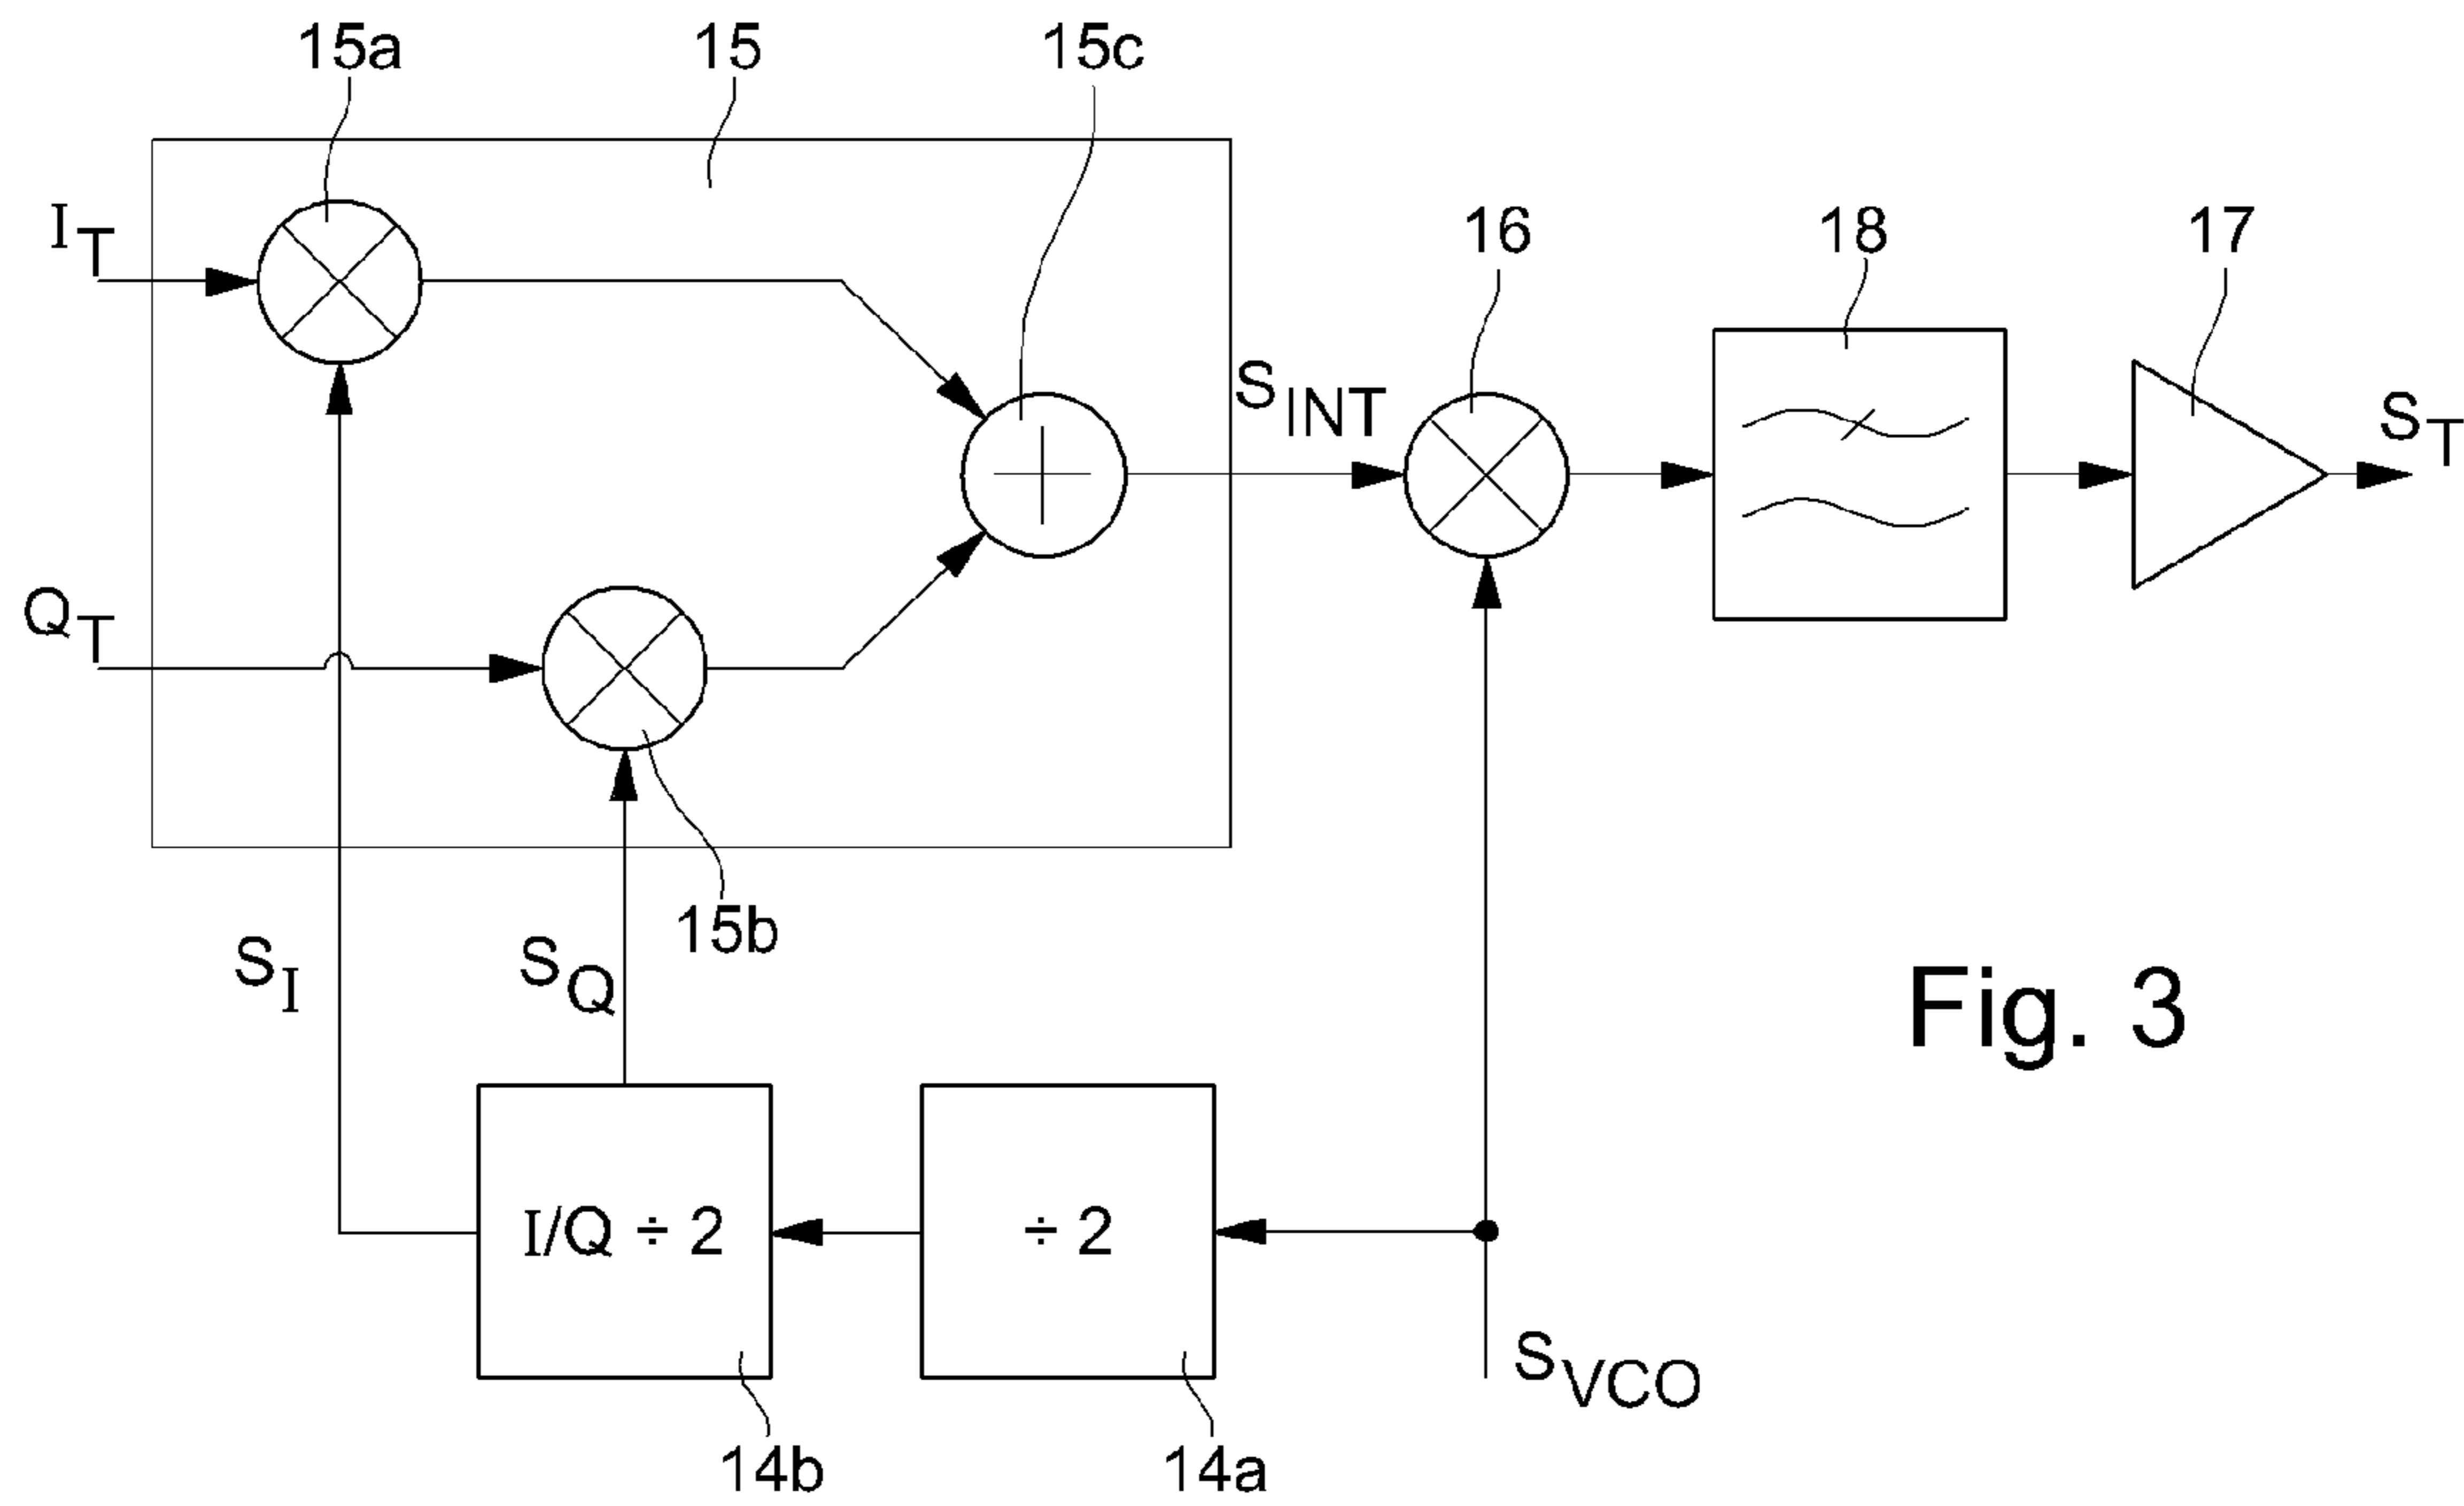 15a
15
15c
I_T
16
18
17
S_INT
S_T
Q_T
15b
S_I
S_Q
Fig. 3
I/Q ÷ 2
÷ 2
S_VCO
14b
14a